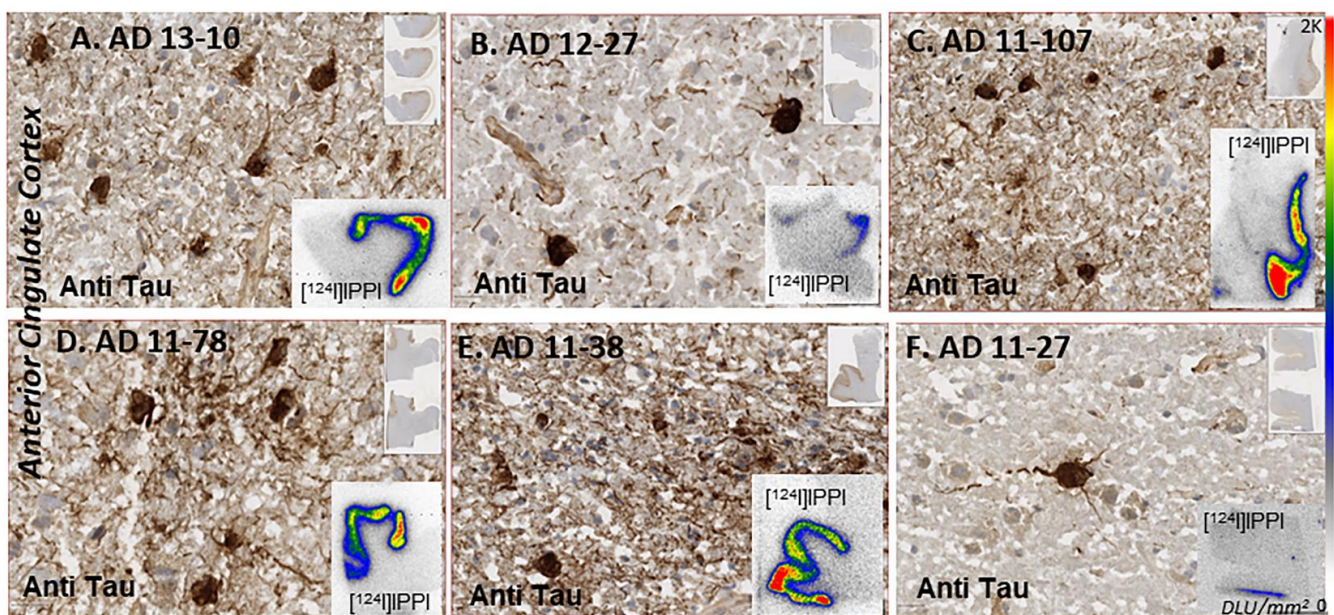 Anterior Cingulate Cortex
A. AD 13-10
[¹²⁴I]IPPI
Anti Tau
B. AD 12-27
[¹²⁴I]IPPI
Anti Tau
C. AD 11-107
2K
[¹²⁴I]IPPI
Anti Tau
D. AD 11-78
Anti Tau
[¹²⁴I]IPPI
E. AD 11-38
[¹²⁴I]IPPI
Anti Tau
F. AD 11-27
[¹²⁴I]IPPI
Anti Tau
DLU/mm² 0